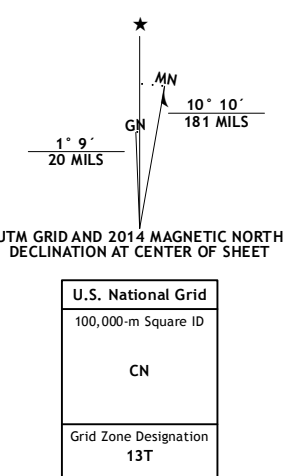 ★
MN
GN
10° 10´
181 MILS
1° 9´
20 MILS
UTM GRID AND 2014 MAGNETIC NORTH
DECLINATION AT CENTER OF SHEET
U.S. National Grid
100,000-m Square ID
CN
Grid Zone Designation
13T